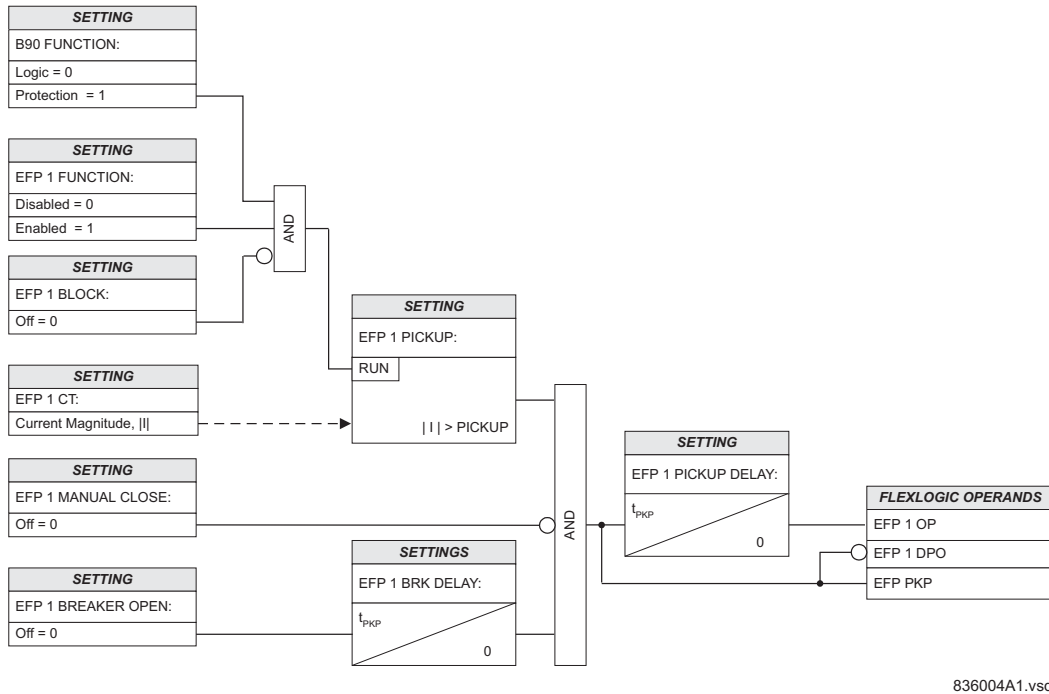 SETTING
B90 FUNCTION:
Logic = 0
Protection = 1
SETTING
EFP 1 FUNCTION:
Disabled = 0
Enabled = 1
AND
SETTING
EFP 1 BLOCK:
Off = 0
SETTING
EFP 1 PICKUP:
RUN
| I | > PICKUP
SETTING
EFP 1 CT:
Current Magnitude, |I|
SETTING
EFP 1 MANUAL CLOSE:
Off = 0
AND
SETTING
EFP 1 PICKUP DELAY:
tPKP
0
FLEXLOGIC OPERANDS
EFP 1 OP
EFP 1 DPO
EFP PKP
SETTINGS
EFP 1 BRK DELAY:
tPKP
0
SETTING
EFP 1 BREAKER OPEN:
Off = 0
836004A1.vsd